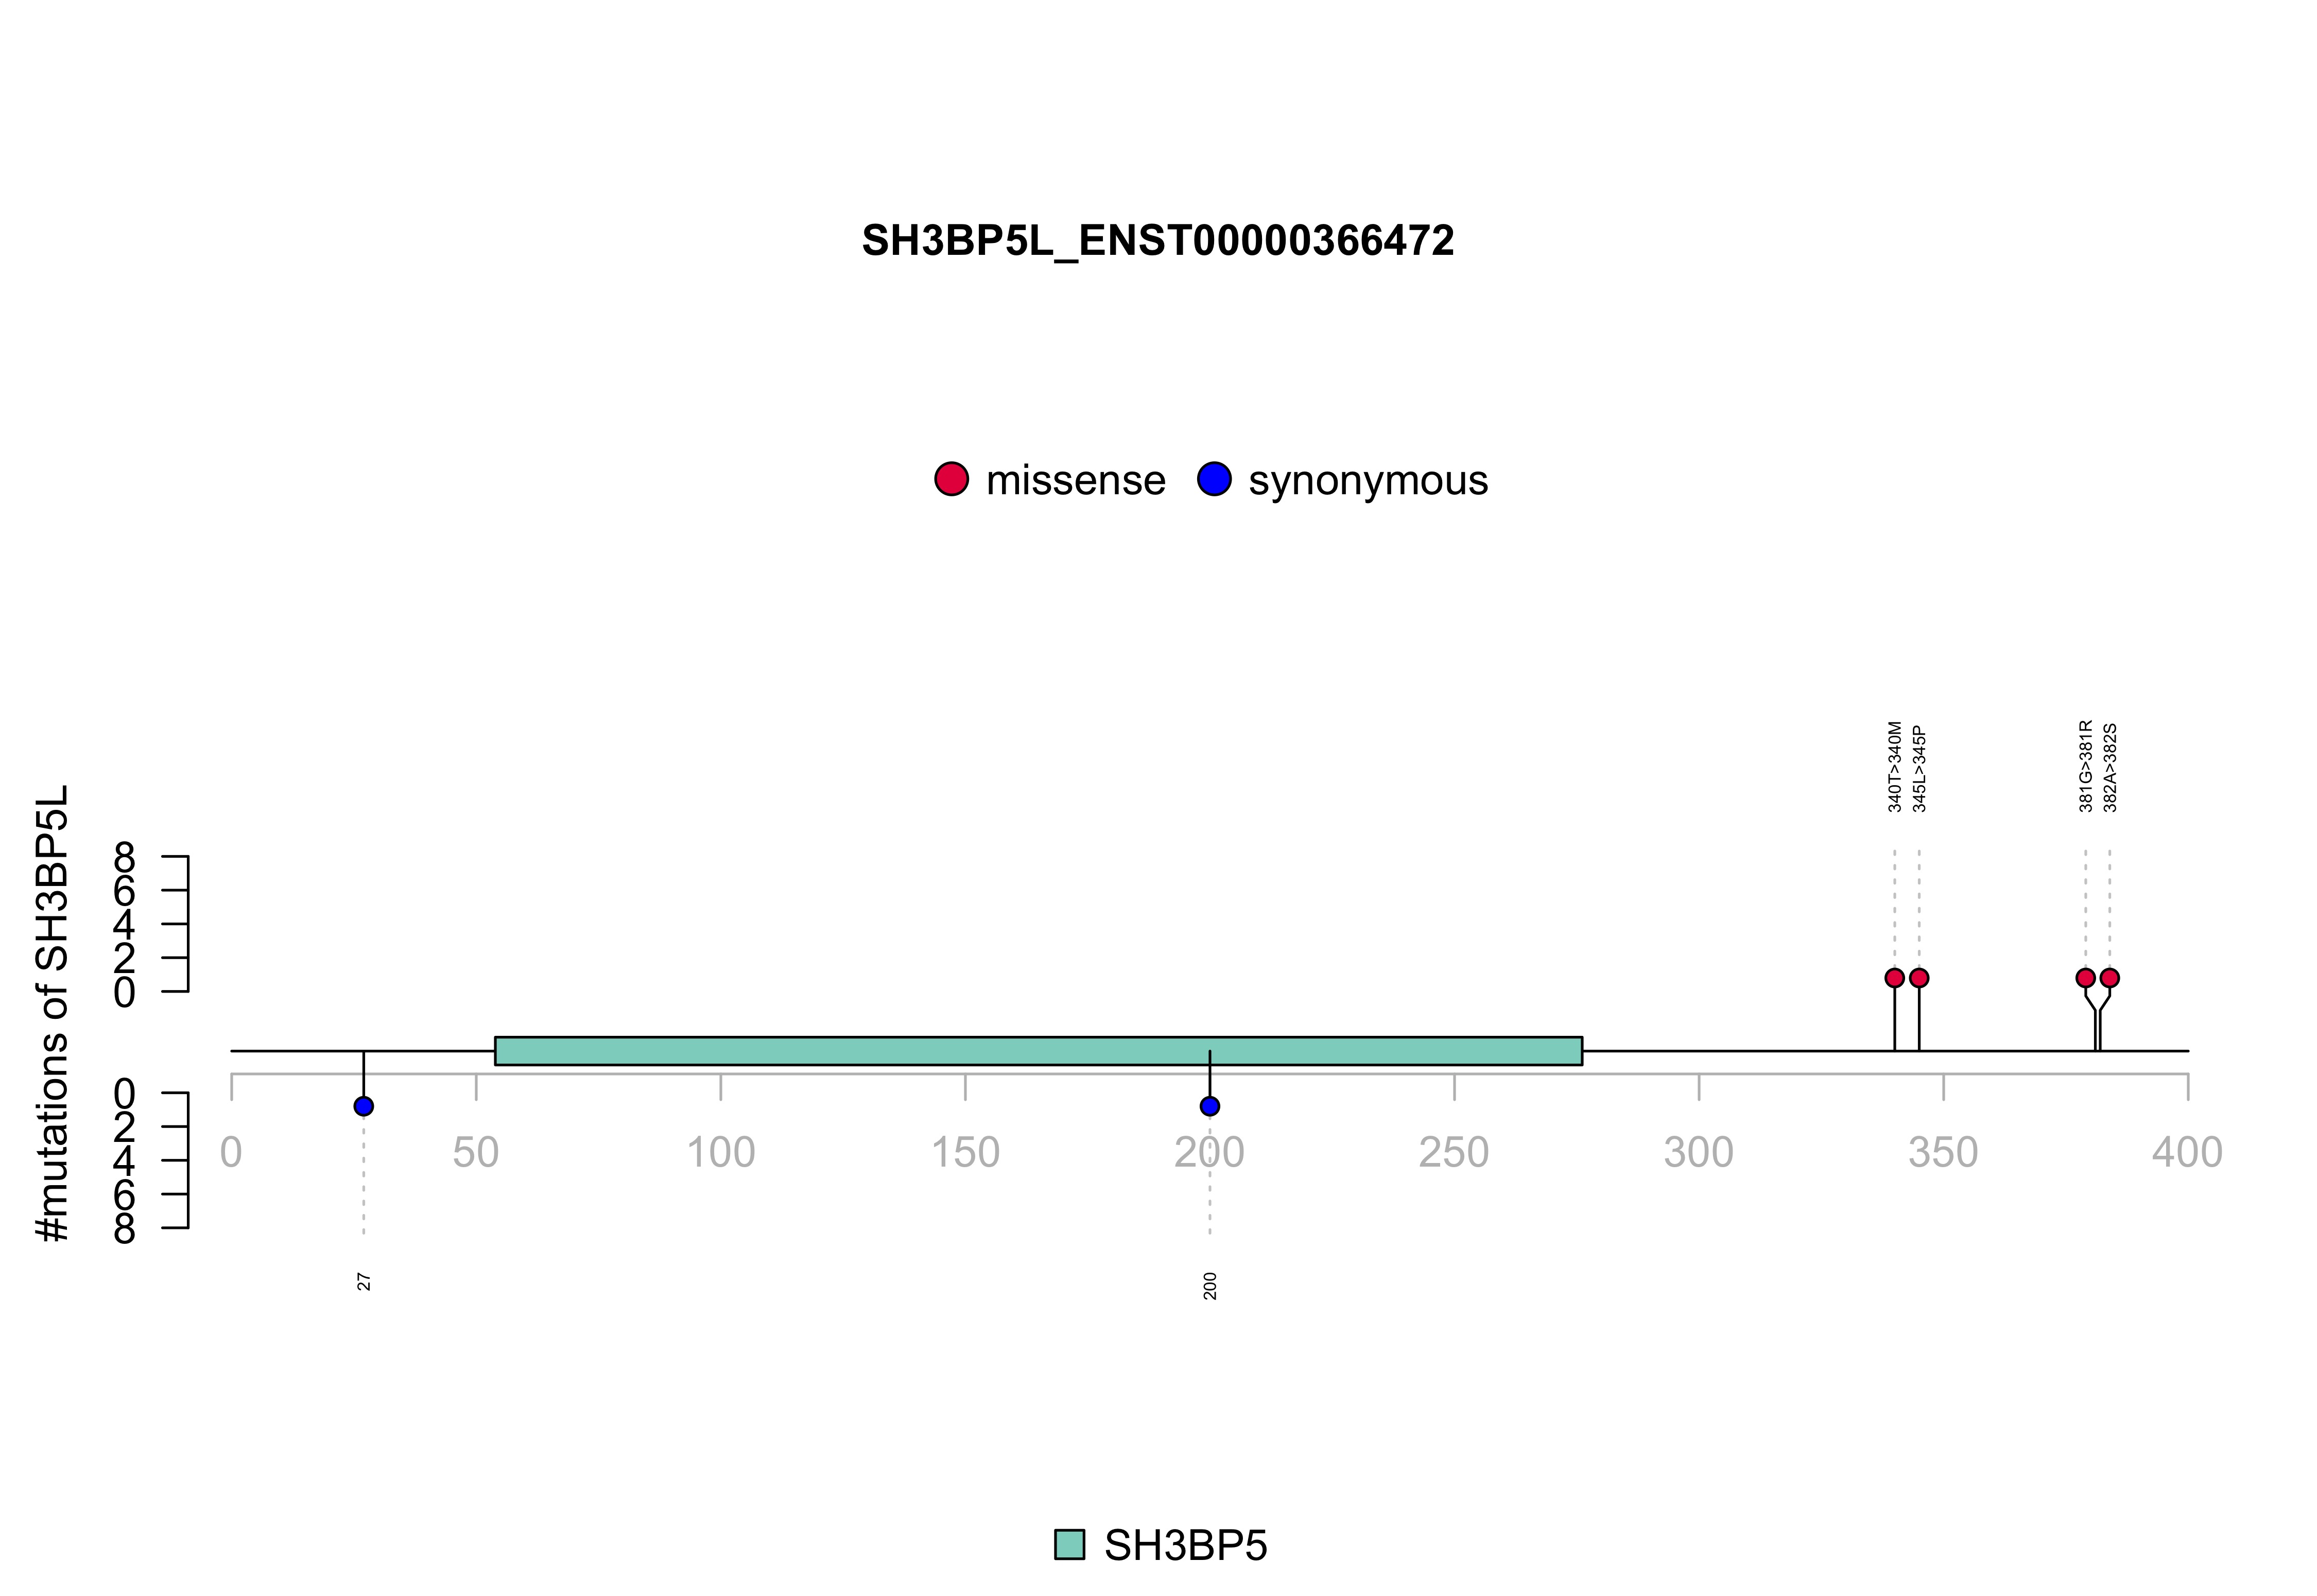 SH3BP5L_ENST00000366472
missense
synonymous
340T>340M
345L>345P
381G>381R
382A>382S
#mutations of SH3BP5L
8
6
4
2
0
0
2
4
6
8
0 50 100 150 200 250 300 350 400
27
200
SH3BP5